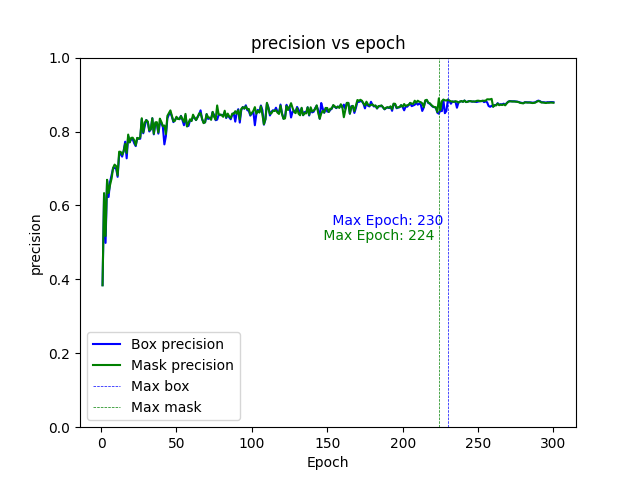 precision vs epoch
1.0
0.8
0.6
0.4
0.2
0.0
precision
Max Epoch: 230
Max Epoch: 224
Box precision
Mask precision
Max box
Max mask
0 50 100 150 200 250 300
Epoch